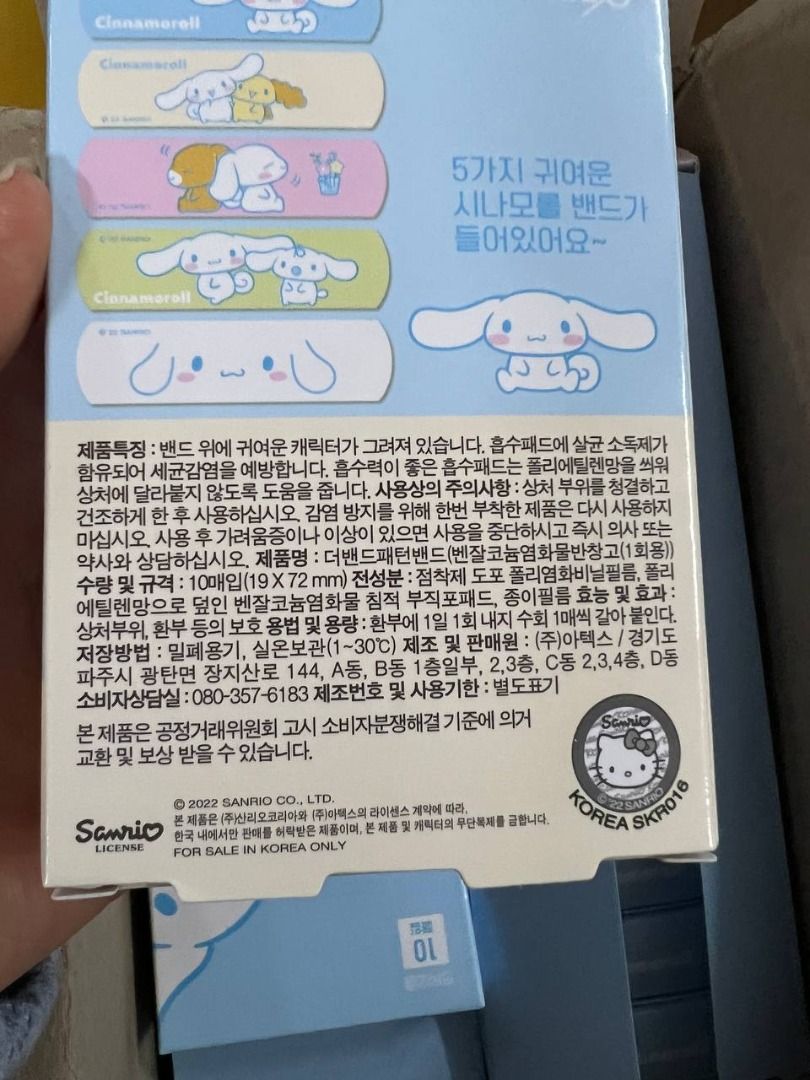 Cinnamoroll
Cinnamoroll
Cinnamoroll
5가지 귀여운
시나모롤 밴드가
들어있어요~
제품특징 : 밴드 위에 귀여운 캐릭터가 그려져 있습니다. 흡수패드에 살균 소독제가
함유되어 세균감염을 예방합니다. 흡수력이 좋은 흡수패드는 폴리에틸렌망을 씌워
상처에 달라붙지 않도록 도움을 줍니다. 사용상의 주의사항 : 상처 부위를 청결하고
건조하게 한 후 사용하십시오. 감염 방지를 위해 한번 부착한 제품은 다시 사용하지
마십시오. 사용 후 가려움증이나 이상이 있으면 사용을 중단하시고 즉시 의사 또는
약사와 상담하십시오. 제품명 : 더밴드패턴밴드(벤잘코늄염화물반창고(1회용))
수량 및 규격 : 10매입(19 X 72 mm) 전성분 : 점착제 도포 폴리염화비닐필름, 폴리
에틸렌망으로 덮인 벤잘코늄염화물 침적 부직포패드, 종이필름 효능 및 효과 :
상처부위, 환부 등의 보호 용법 및 용량 : 환부에 1일 1회 내지 수회 1매씩 갈아 붙인다.
저장방법 : 밀폐용기, 실온보관(1~30℃) 제조 및 판매원 : (주)아텍스 / 경기도
파주시 광탄면 장지산로 144, A동, B동 1층일부, 2,3층, C동 2,3,4층, D동
소비자상담실 : 080-357-6183 제조번호 및 사용기한 : 별도표기
본 제품은 공정거래위원회 고시 소비자분쟁해결 기준에 의거
교환 및 보상 받을 수 있습니다.
Sanrio
© '22 SANRIO
KOREA SKR016
Sanrio
LICENSE
© 2022 SANRIO CO., LTD.
본 제품은 (주)산리오코리아와 (주)아텍스의 라이센스 계약에 따라,
한국 내에서만 판매를 허락받은 제품이며, 본 제품 및 캐릭터의 무단복제를 금합니다.
FOR SALE IN KOREA ONLY
10